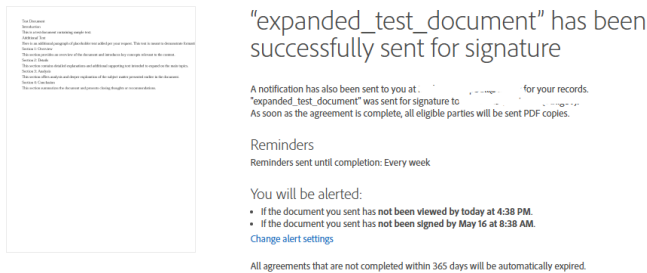 Test Document
Introduction
This is a test document containing sample text.
Additional Text
Here is an additional paragraph of placeholder text added per your request. This text is meant to demonstrate
Section 1: Overview
This section provides an overview of the document and introduces key concepts relevant to the content.
Section 2: Details
This section contains detailed explanations and additional supporting text intended to expand on the main topics.
Section 3: Analysis
This section offers analysis and deeper exploration of the subject matter presented earlier in the document.
Section 4: Conclusion
This section summarizes the document and presents closing thoughts or recommendations.
“expanded_test_document” has been
successfully sent for signature
A notification has also been sent to you at for your records.
"expanded_test_document" was sent for signature to
As soon as the agreement is complete, all eligible parties will be sent PDF copies.
Reminders
Reminders sent until completion: Every week
You will be alerted:
• If the document you sent has not been viewed by today at 4:38 PM.
• If the document you sent has not been signed by May 16 at 8:38 AM.
Change alert settings
All agreements that are not completed within 365 days will be automatically expired.